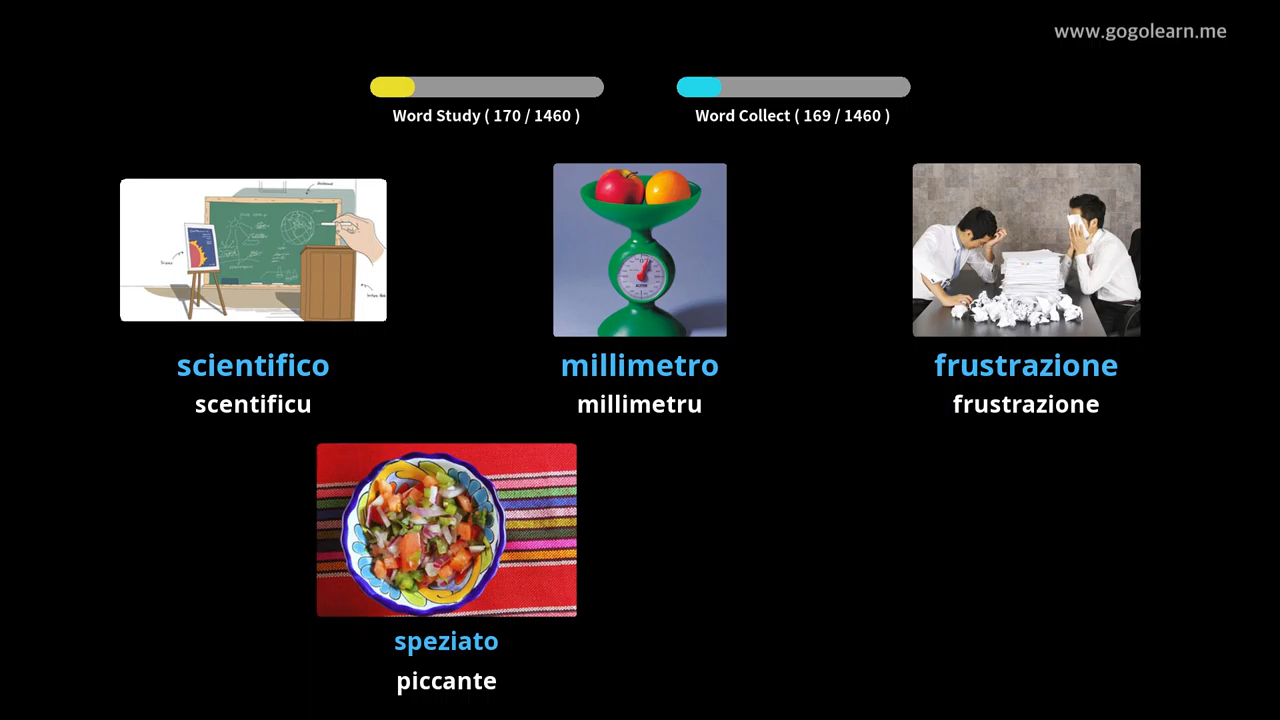 www.gogolearn.me
Word Study ( 170 / 1460 )
Word Collect ( 169 / 1460 )
scientifico
scentificu
millimetro
millimetru
frustrazione
frustrazione
speziato
piccante